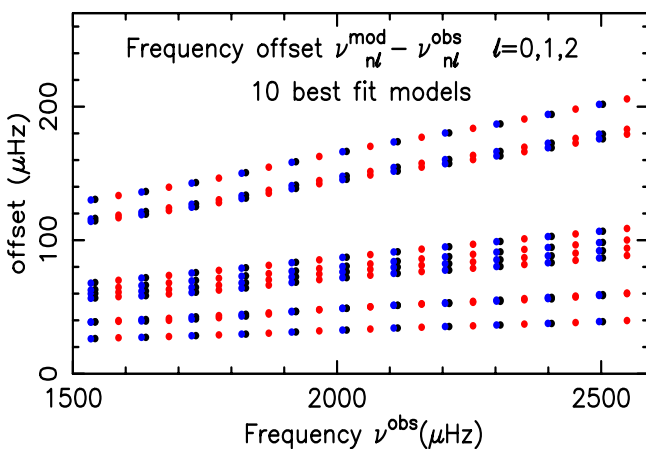 Frequency offset ν^mod_nℓ − ν^obs_nℓ ℓ=0,1,2
10 best fit models
200
100
0
offset (μHz)
1500 2000 2500
Frequency ν^obs(μHz)